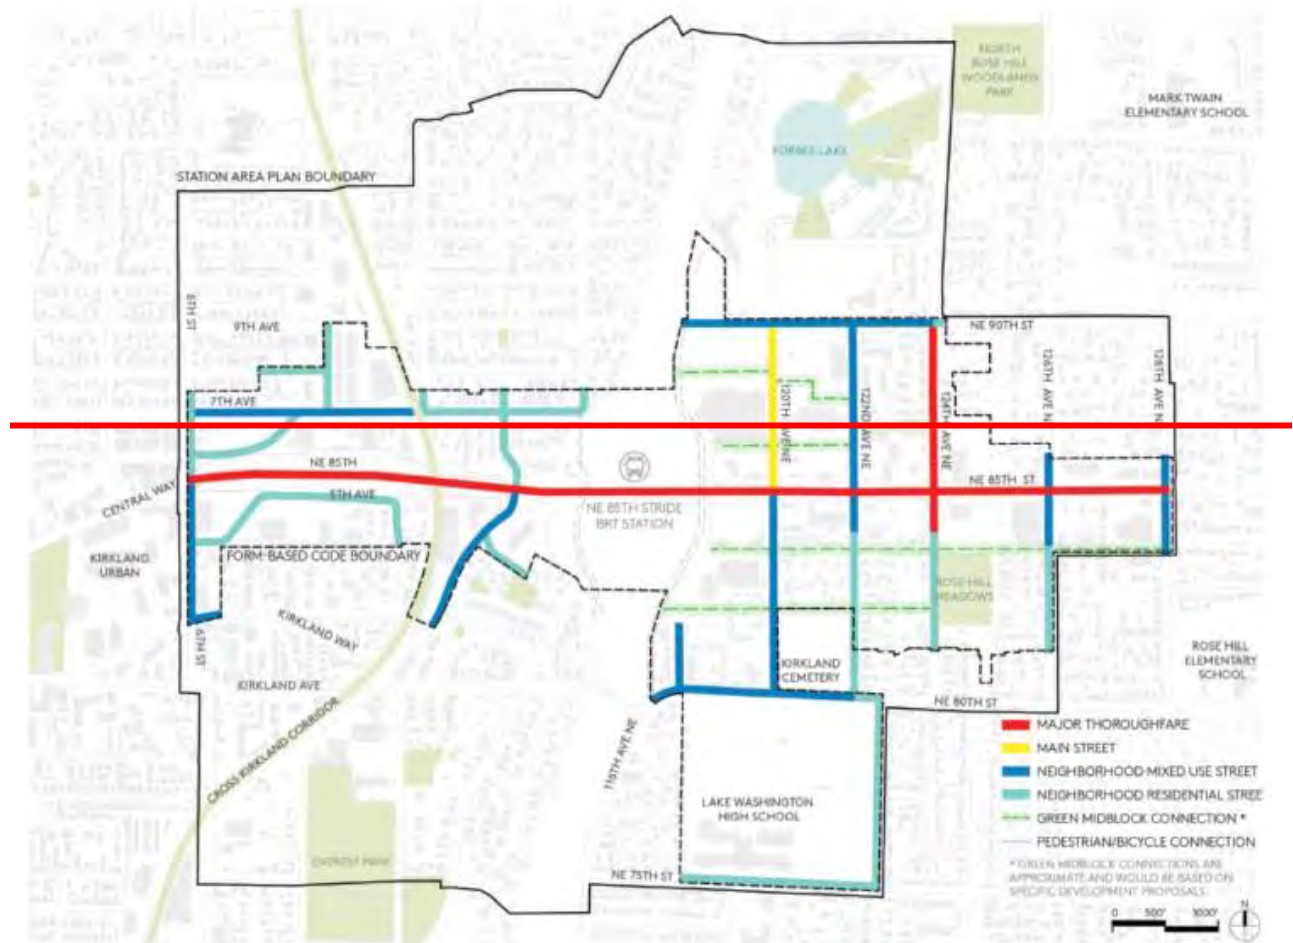 NORTH
ROSE HILL
WOODLANDS
PARK
MARK TWAIN
ELEMENTARY SCHOOL
FORBES LAKE
STATION AREA PLAN BOUNDARY
6TH ST
9TH AVE
NE 90TH ST
7TH AVE
120TH AVE NE
122ND AVE NE
124TH AVE NE
126TH AVE N
128TH AVE N
NE 85TH
NE 85TH ST
CENTRAL WAY
5TH AVE
NE 85TH STRIDE
BRT STATION
KIRKLAND
URBAN
FORM-BASED CODE BOUNDARY
ROSE HILL
MEADOWS
KIRKLAND WAY
6TH ST
KIRKLAND AVE
KIRKLAND
CEMETERY
ROSE HILL
ELEMENTARY
SCHOOL
NE 80TH ST
CROSS KIRKLAND CORRIDOR
116TH AVE NE
LAKE WASHINGTON
HIGH SCHOOL
EVEREST PARK
NE 75TH ST
MAJOR THOROUGHFARE
MAIN STREET
NEIGHBORHOOD MIXED USE STREET
NEIGHBORHOOD RESIDENTIAL STREE
GREEN MIDBLOCK CONNECTION *
PEDESTRIAN/BICYCLE CONNECTION
* GREEN MIDBLOCK CONNECTIONS ARE
APPROXIMATE AND WOULD BE BASED ON
SPECIFIC DEVELOPMENT PROPOSALS.
0 500' 1000'
N